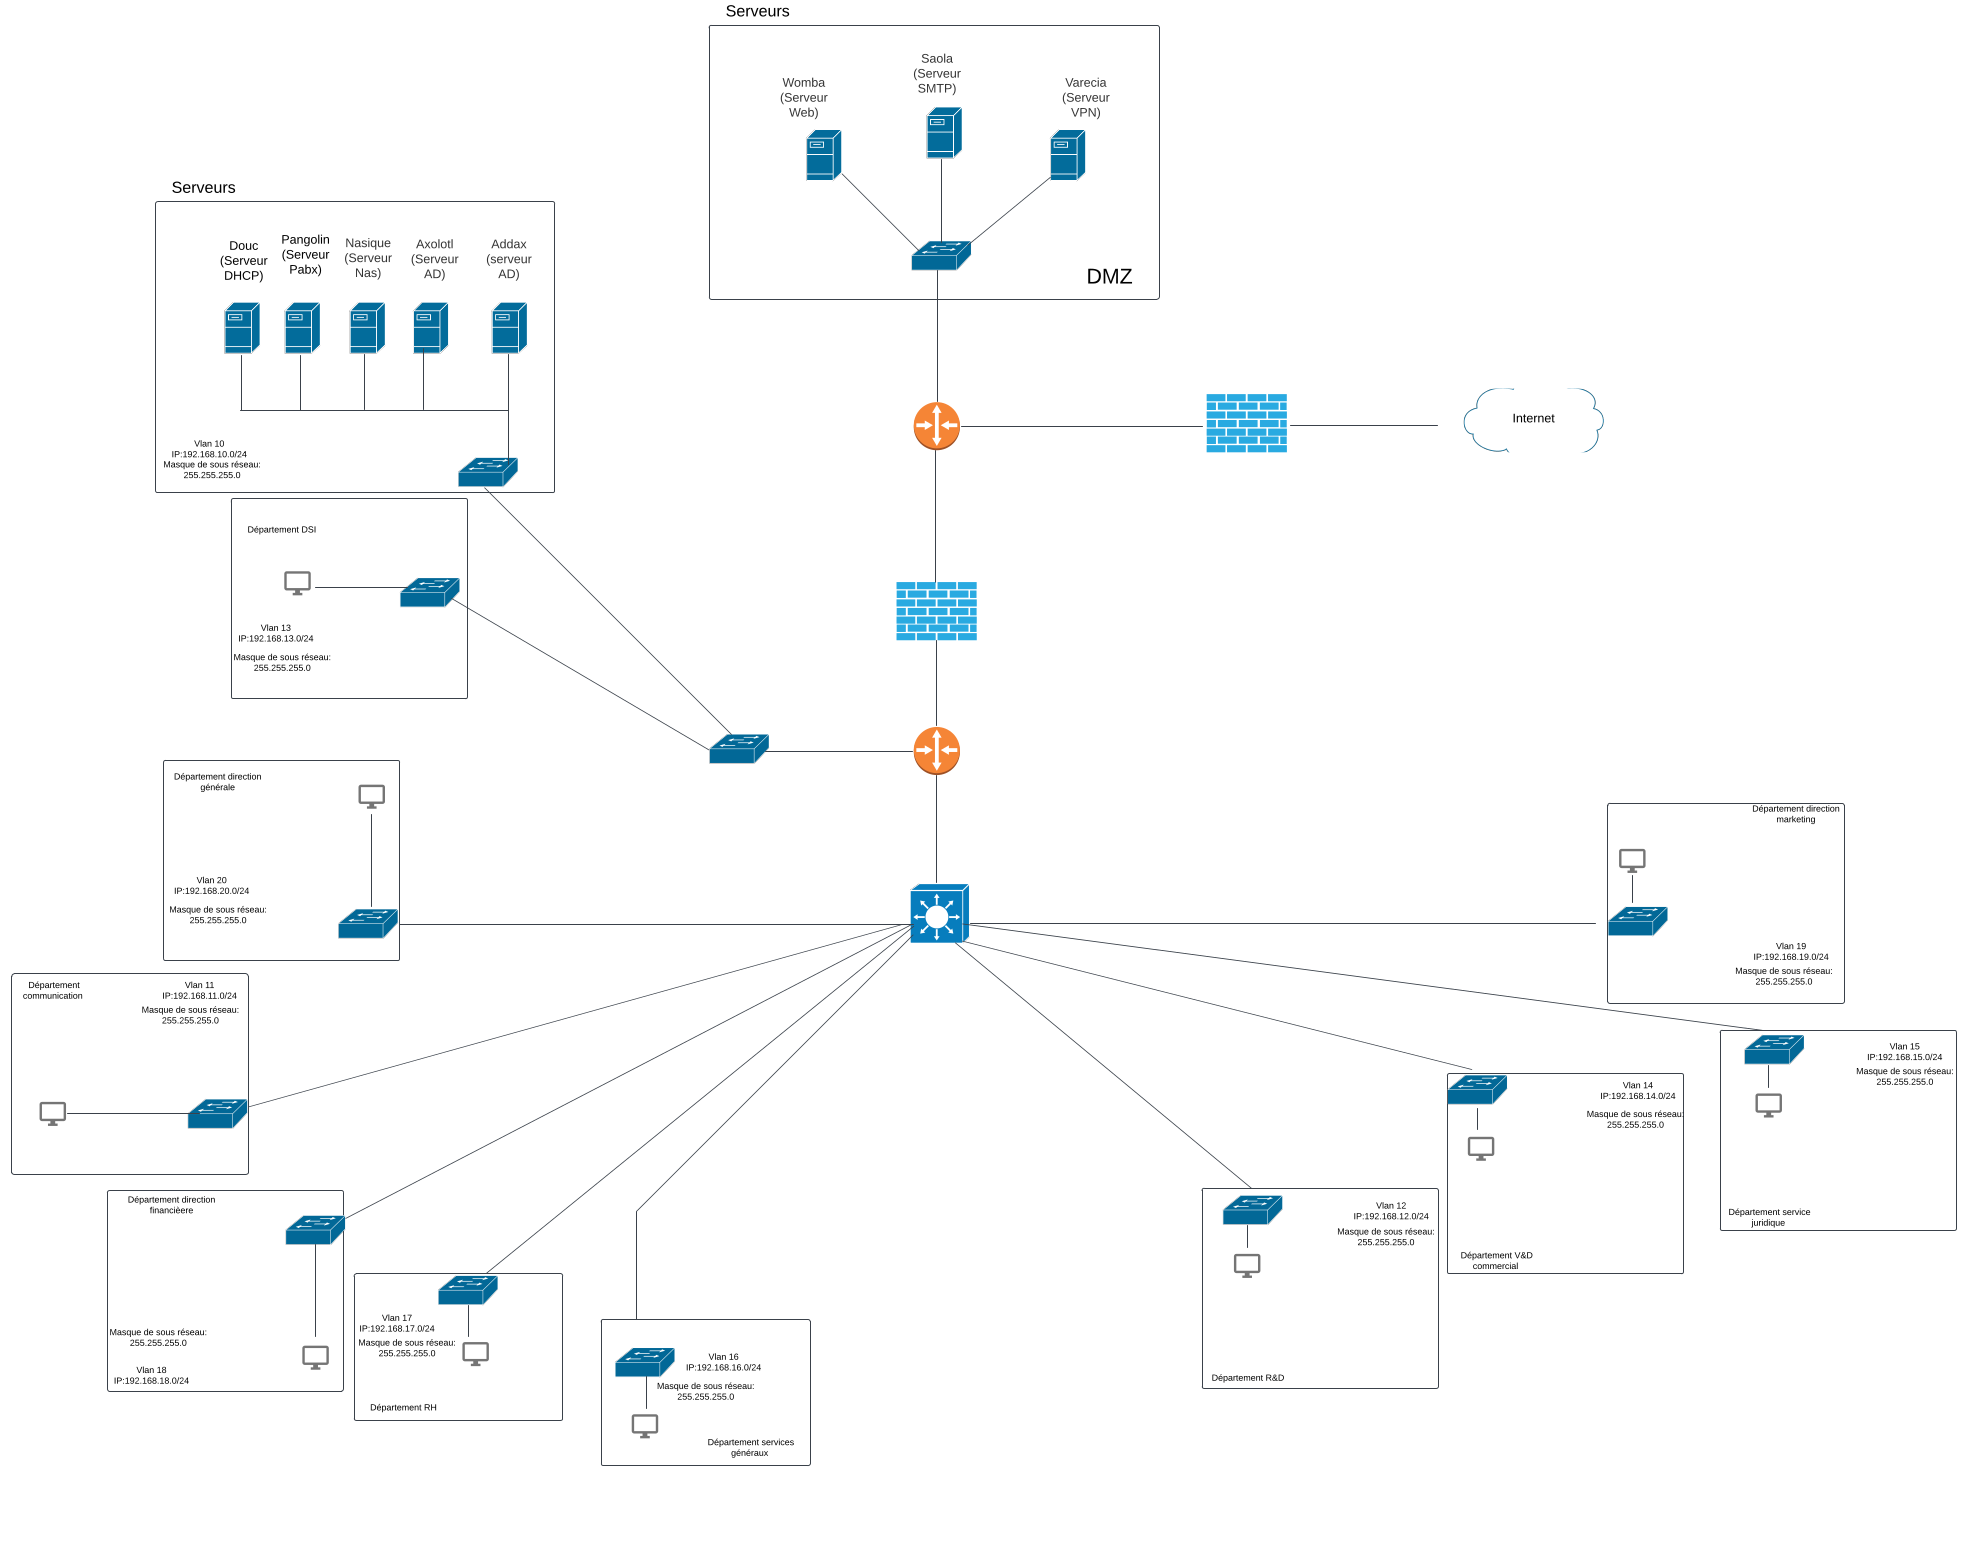 Serveurs
Womba
(Serveur
Web)
Saola
(Serveur
SMTP)
Varecia
(Serveur
VPN)
DMZ
Serveurs
Douc
(Serveur
DHCP)
Pangolin
(Serveur
Pabx)
Nasique
(Serveur
Nas)
Axolotl
(Serveur
AD)
Addax
(serveur
AD)
Vlan 10
IP:192.168.10.0/24
Masque de sous réseau:
255.255.255.0
Internet
Département DSI
Vlan 13
IP:192.168.13.0/24
Masque de sous réseau:
255.255.255.0
Département direction
générale
Vlan 20
IP:192.168.20.0/24
Masque de sous réseau:
255.255.255.0
Département direction
marketing
Vlan 19
IP:192.168.19.0/24
Masque de sous réseau:
255.255.255.0
Département
communication
Vlan 11
IP:192.168.11.0/24
Masque de sous réseau:
255.255.255.0
Vlan 15
IP:192.168.15.0/24
Masque de sous réseau:
255.255.255.0
Département service
juridique
Vlan 14
IP:192.168.14.0/24
Masque de sous réseau:
255.255.255.0
Département V&D
commercial
Département direction
financièere
Masque de sous réseau:
255.255.255.0
Vlan 18
IP:192.168.18.0/24
Vlan 12
IP:192.168.12.0/24
Masque de sous réseau:
255.255.255.0
Département R&D
Vlan 17
IP:192.168.17.0/24
Masque de sous réseau:
255.255.255.0
Département RH
Vlan 16
IP:192.168.16.0/24
Masque de sous réseau:
255.255.255.0
Département services
généraux